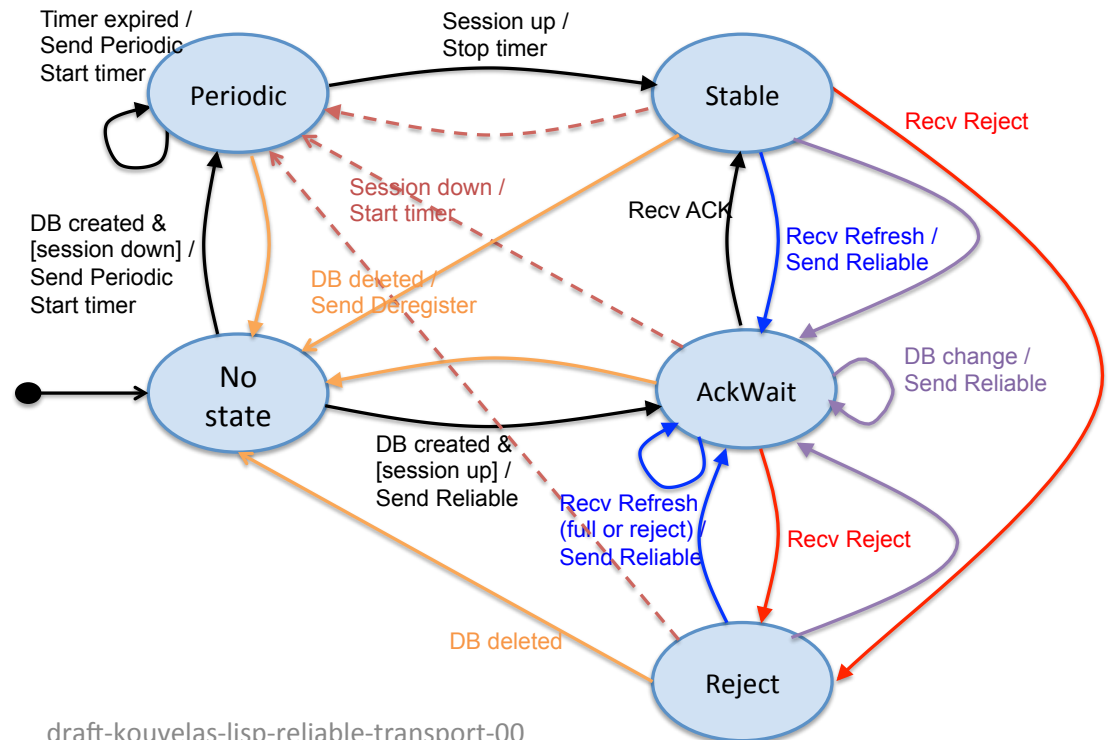 Timer expired /
Send Periodic
Start timer
Session up /
Stop timer
Periodic
Stable
Recv Reject
Session down /
Start timer
Recv ACK
DB created &
[session down] /
Send Periodic
Start timer
Recv Refresh /
Send Reliable
DB deleted /
Send Deregister
No
state
AckWait
DB change /
Send Reliable
DB created &
[session up] /
Send Reliable
Recv Refresh
(full or reject) /
Send Reliable
Recv Reject
DB deleted
Reject
draft-kouvelas-lisp-reliable-transport-00